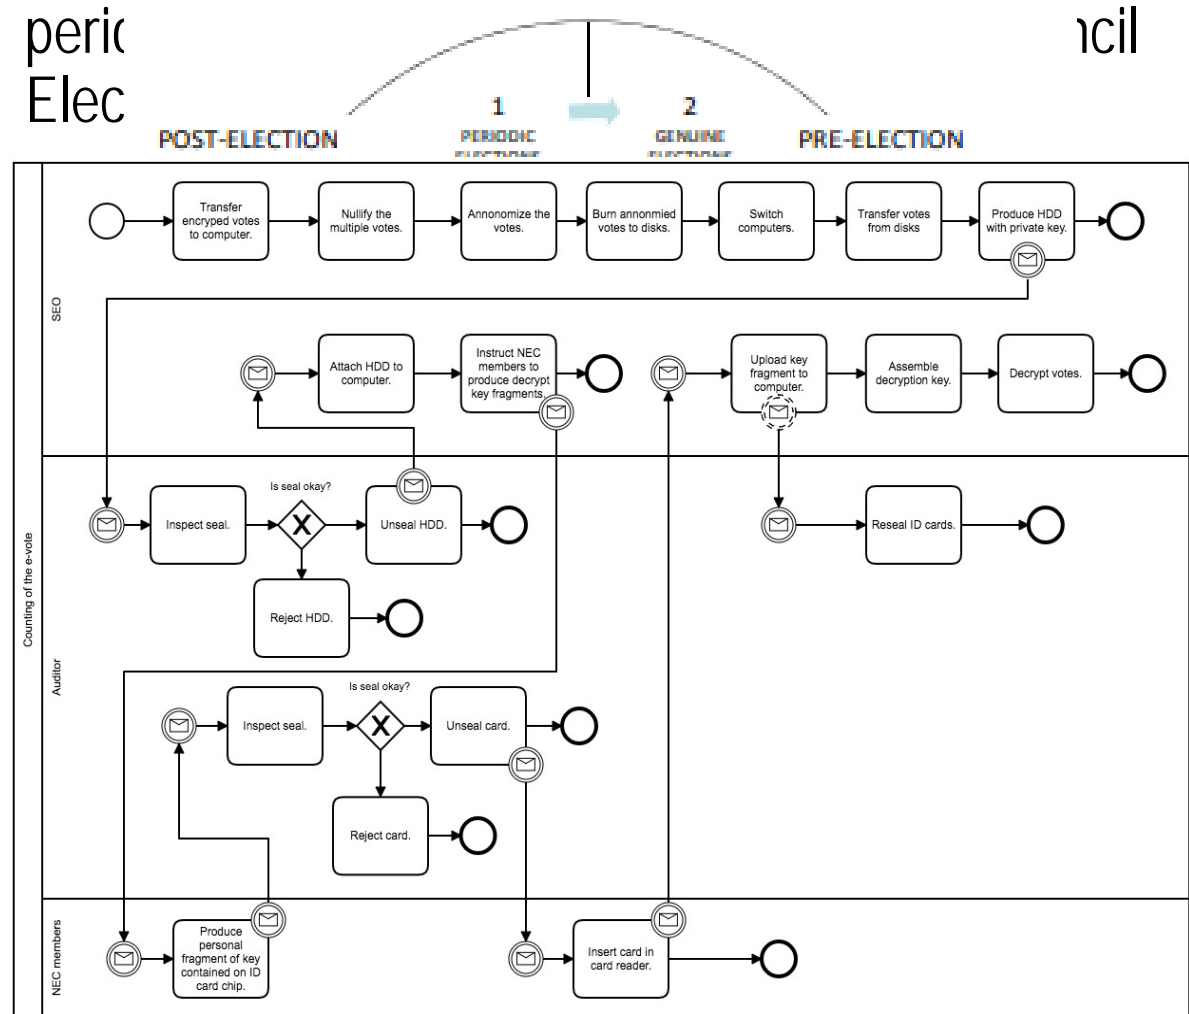 peric
ncil
Elec
1
2
POST-ELECTION
PERIODIC
GENUINE
PRE-ELECTION
Transfer
encryped votes
to computer.
Nullify the
multiple votes.
Annonomize the
votes.
Burn annonmied
votes to disks.
Switch
computers.
Transfer votes
from disks
Produce HDD
with private key.
SEO
Attach HDD to
computer.
Instruct NEC
members to
produce decrypt
key fragments.
Upload key
fragment to
computer.
Assemble
decryption key.
Decrypt votes.
Counting of the e-vote
Auditor
Is seal okay?
Inspect seal.
X
Unseal HDD.
Reseal ID cards.
Reject HDD.
Is seal okay?
Inspect seal.
X
Unseal card.
Reject card.
NEC members
Produce
personal
fragment of key
contained on ID
card chip.
Insert card in
card reader.